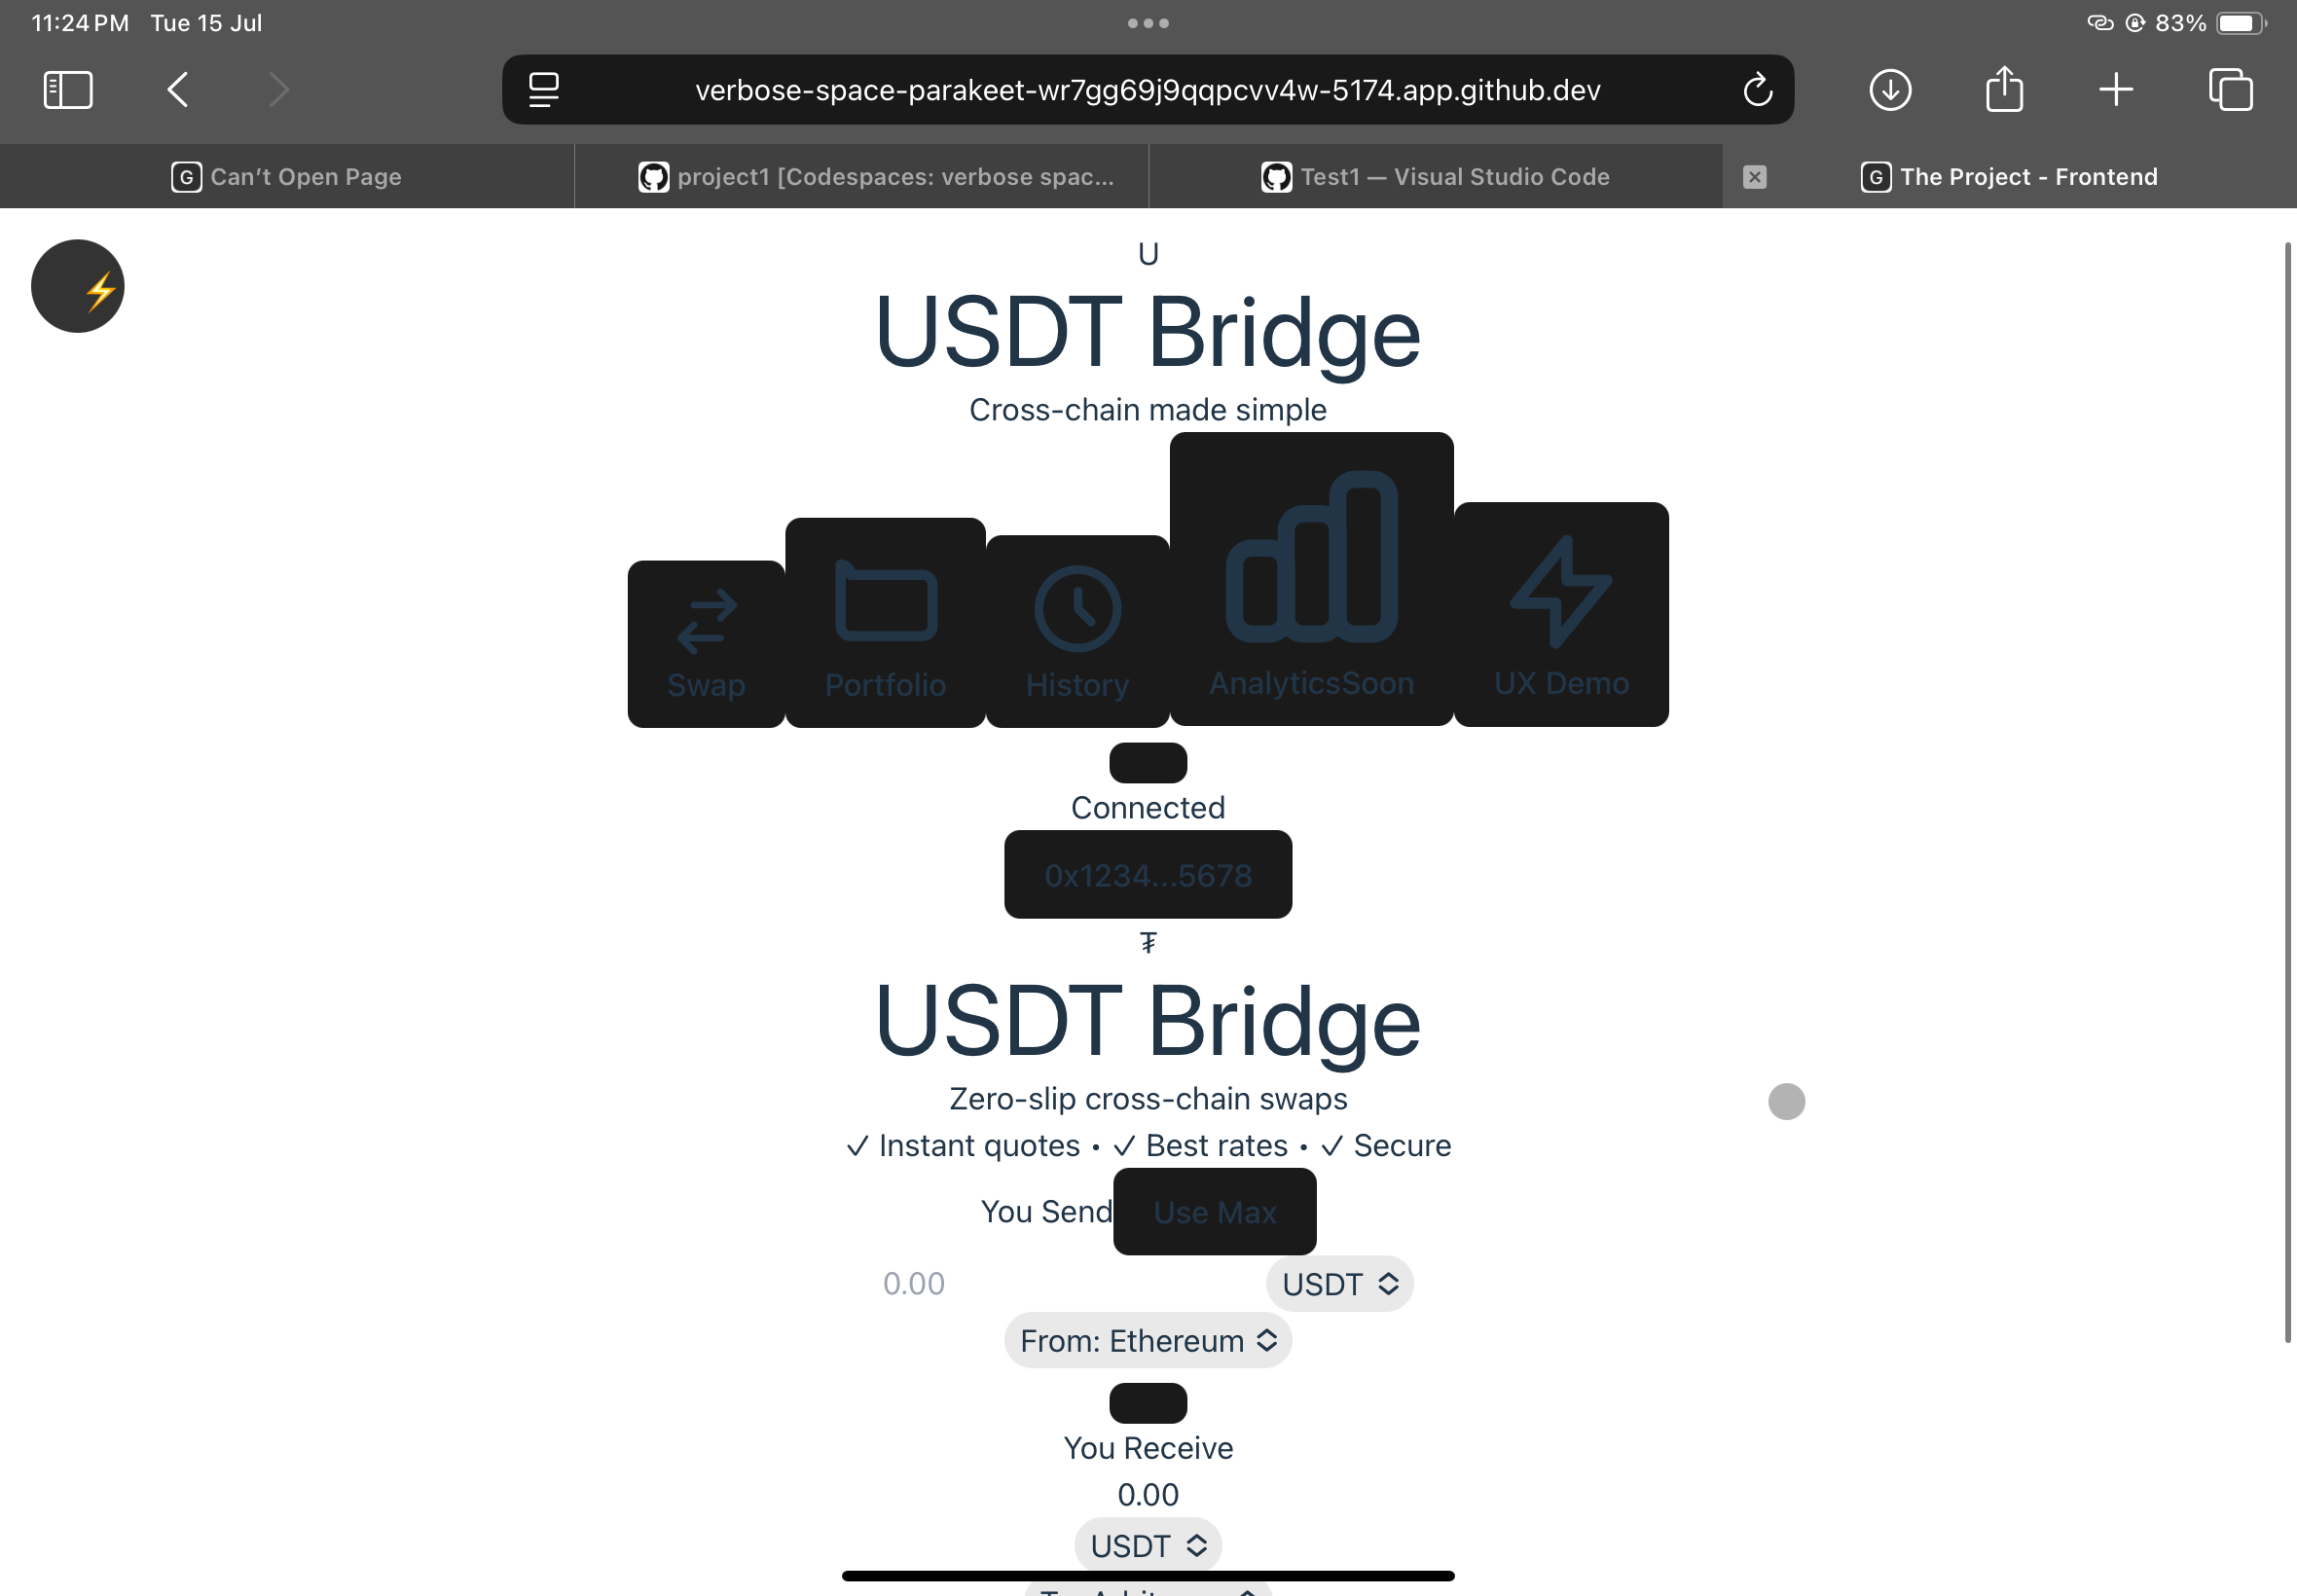 11:24 PM Tue 15 Jul
83%
verbose-space-parakeet-wr7gg69j9qqpcvv4w-5174.app.github.dev
G Can’t Open Page
project1 [Codespaces: verbose spac...
Test1 — Visual Studio Code
G The Project - Frontend
U
USDT Bridge
Cross-chain made simple
Swap
Portfolio
History
AnalyticsSoon
UX Demo
Connected
0x1234...5678
₮
USDT Bridge
Zero-slip cross-chain swaps
✓ Instant quotes • ✓ Best rates • ✓ Secure
You Send Use Max
0.00 USDT
From: Ethereum
You Receive
0.00
USDT